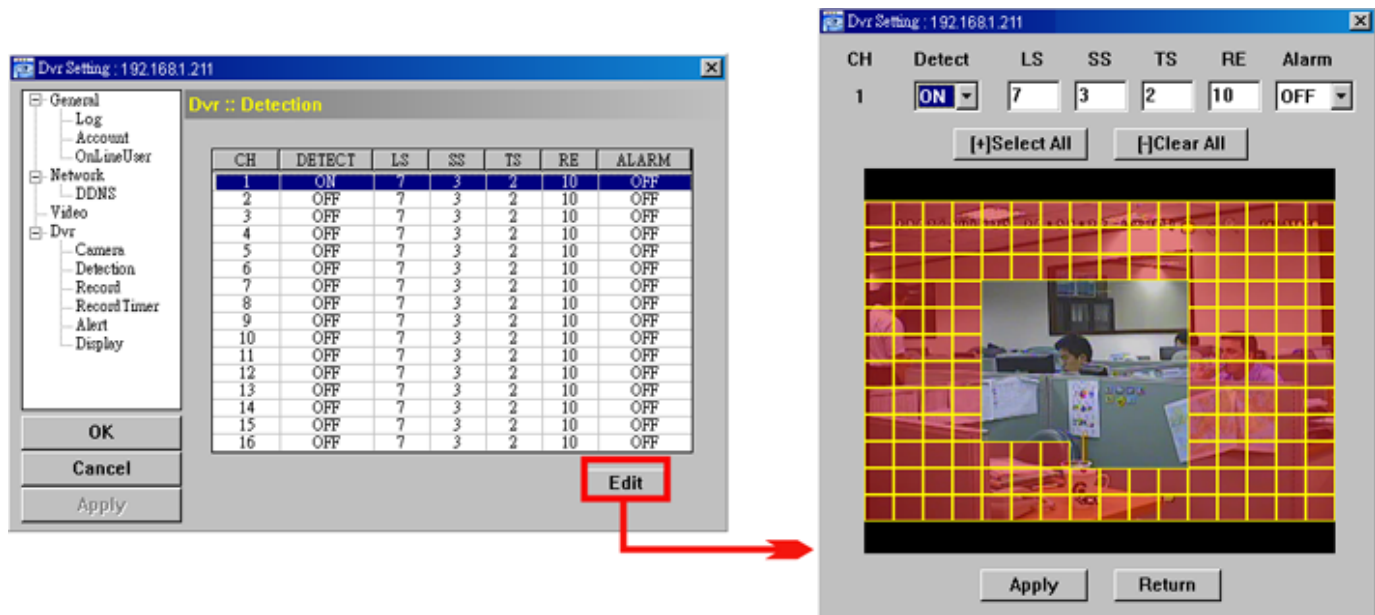 Dvr Setting : 192.168.1.211
General
Log
Account
OnLineUser
Network
DDNS
Video
Dvr
Camera
Detection
Record
Record Timer
Alert
Display
OK
Cancel
Apply
Dvr :: Detection
CH DETECT LS SS TS RE ALARM
1 ON 7 3 2 10 OFF
2 OFF 7 3 2 10 OFF
3 OFF 7 3 2 10 OFF
4 OFF 7 3 2 10 OFF
5 OFF 7 3 2 10 OFF
6 OFF 7 3 2 10 OFF
7 OFF 7 3 2 10 OFF
8 OFF 7 3 2 10 OFF
9 OFF 7 3 2 10 OFF
10 OFF 7 3 2 10 OFF
11 OFF 7 3 2 10 OFF
12 OFF 7 3 2 10 OFF
13 OFF 7 3 2 10 OFF
14 OFF 7 3 2 10 OFF
15 OFF 7 3 2 10 OFF
16 OFF 7 3 2 10 OFF
Edit
Dvr Setting : 192.168.1.211
CH Detect LS SS TS RE Alarm
1 ON 7 3 2 10 OFF
[+]Select All [-]Clear All
Apply Return